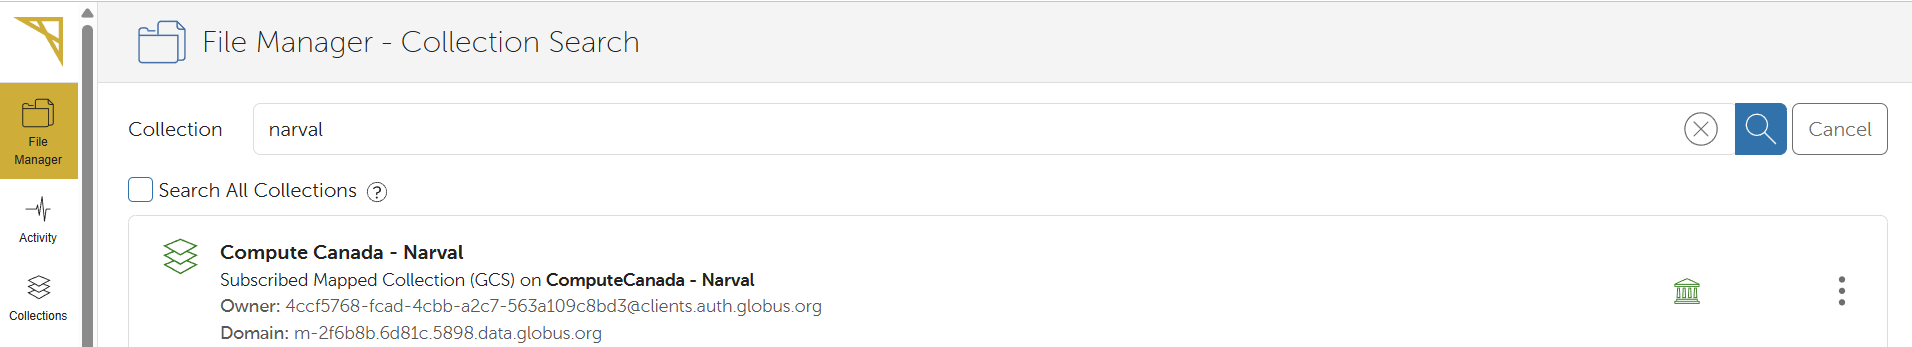 File Manager - Collection Search
File
Manager
Activity
Collections
Collection
narval
Cancel
Search All Collections ?
Compute Canada - Narval
Subscribed Mapped Collection (GCS) on ComputeCanada - Narval
Owner: 4ccf5768-fcad-4cbb-a2c7-563a109c8bd3@clients.auth.globus.org
Domain: m-2f6b8b.6d81c.5898.data.globus.org